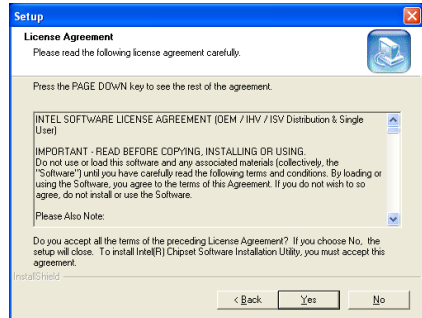 Setup
License Agreement
Please read the following license agreement carefully.
Press the PAGE DOWN key to see the rest of the agreement.
INTEL SOFTWARE LICENSE AGREEMENT (OEM / IHV / ISV Distribution & Single
User)
IMPORTANT - READ BEFORE COPYING, INSTALLING OR USING.
Do not use or load this software and any associated materials (collectively, the
"Software") until you have carefully read the following terms and conditions. By loading or
using the Software, you agree to the terms of this Agreement. If you do not wish to so
agree, do not install or use the Software.
Please Also Note:
Do you accept all the terms of the preceding License Agreement? If you choose No, the
setup will close. To install Intel(R) Chipset Software Installation Utility, you must accept this
agreement.
InstallShield
< Back Yes No